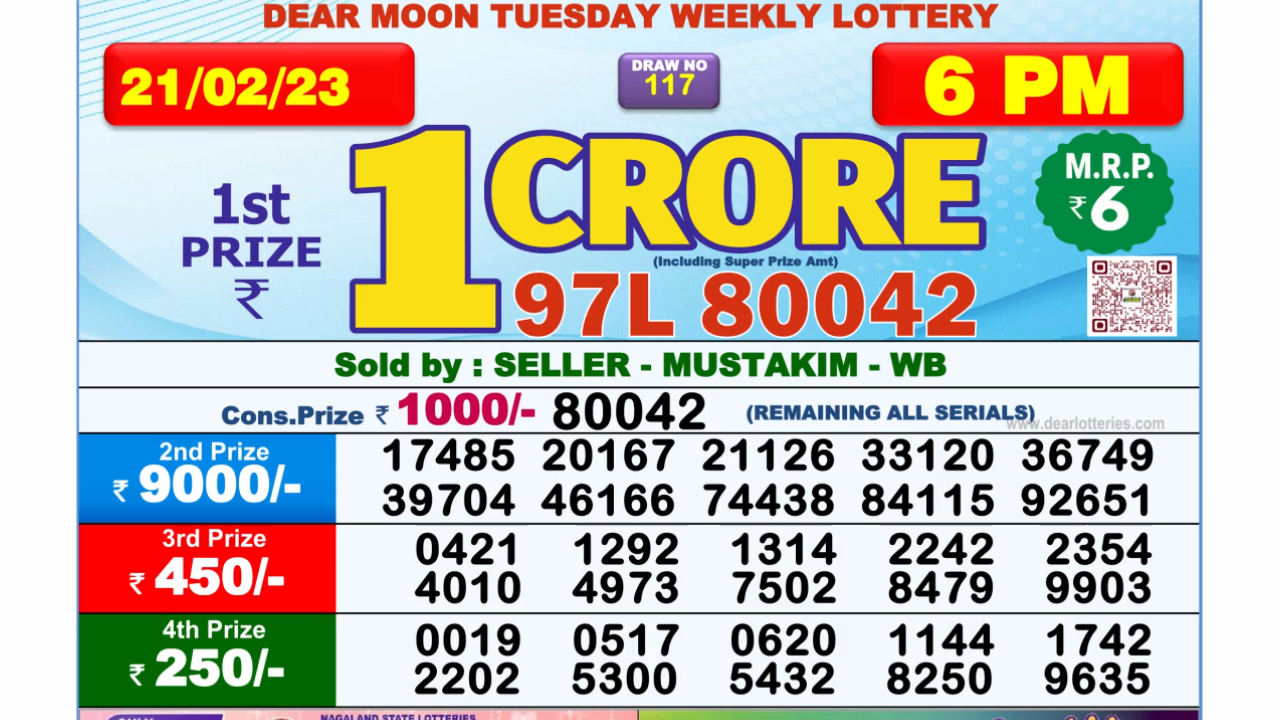 DEAR MOON TUESDAY WEEKLY LOTTERY
21/02/23
DRAW NO
117
6 PM
1st
PRIZE
₹
1 CRORE
(Including Super Prize Amt)
97L 80042
M.R.P.
₹ 6
Sold by : SELLER - MUSTAKIM - WB
Cons.Prize ₹ 1000/- 80042 (REMAINING ALL SERIALS)
www.dearlotteries.com
2nd Prize
₹ 9000/-
17485 20167 21126 33120 36749
39704 46166 74438 84115 92651
3rd Prize
₹ 450/-
0421 1292 1314 2242 2354
4010 4973 7502 8479 9903
4th Prize
₹ 250/-
0019 0517 0620 1144 1742
2202 5300 5432 8250 9635
NAGALAND STATE LOTTERIES